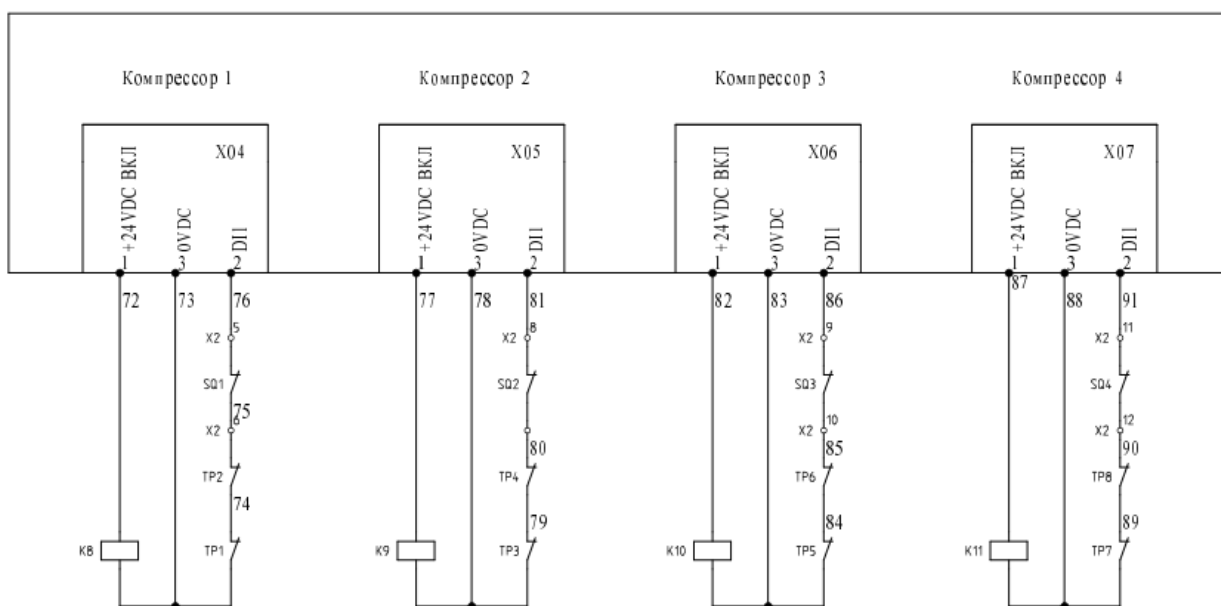 Компрессор 1
Компрессор 2
Компрессор 3
Компрессор 4
X04
X05
X06
X07
+24VDC ВКЛ
0VDC
DI1
+24VDC ВКЛ
0VDC
DI1
+24VDC ВКЛ
0VDC
DI1
+24VDC ВКЛ
0VDC
DI1
1 3 2
1 3 2
1 3 2
1 3 2
72 73 76
77 78 81
82 83 86
87 88 91
X2 5
X2 8
X2 9
X2 11
SQ1
SQ2
SQ3
SQ4
75
X2
X2 10
X2 12
80
85
90
TP2
TP4
TP6
TP8
74
79
84
89
K8
TP1
K9
TP3
K10
TP5
K11
TP7